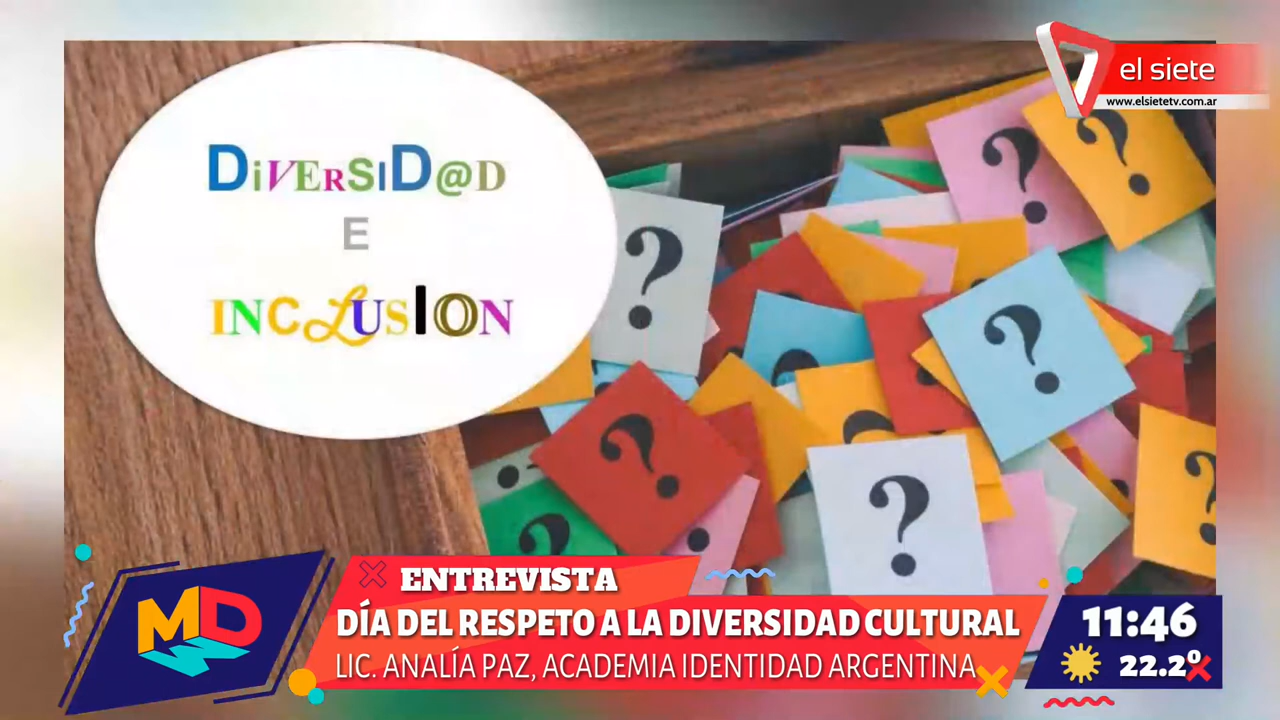 el siete
www.elsietetv.com.ar
DiVERSID@D
E
INCLUSION
?
?
?
?
?
?
?
?
?
MD
ENTREVISTA
DÍA DEL RESPETO A LA DIVERSIDAD CULTURAL
LIC. ANALÍA PAZ, ACADEMIA IDENTIDAD ARGENTINA
11:46
22.2º